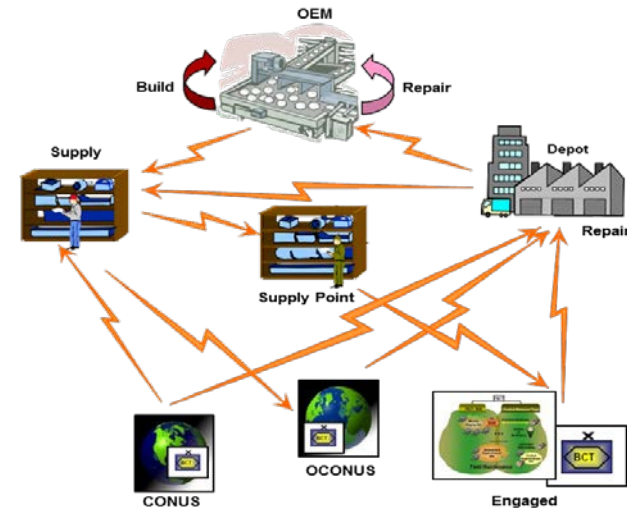 OEM
Build
Repair
Supply
Depot
Repair
Supply Point
BCT
CONUS
BCT
OCONUS
BCT
Engaged